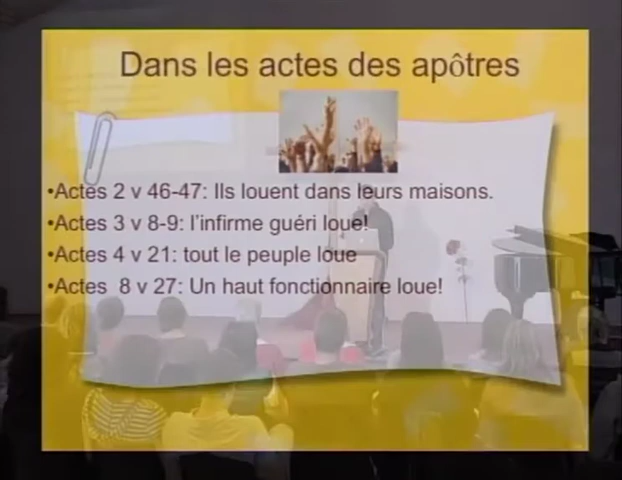 Dans les actes des apôtres
•Actes 2 v 46-47: Ils louent dans leurs maisons.
•Actes 3 v 8-9: l'infirme guéri loue!
•Actes 4 v 21: tout le peuple loue
•Actes 8 v 27: Un haut fonctionnaire loue!